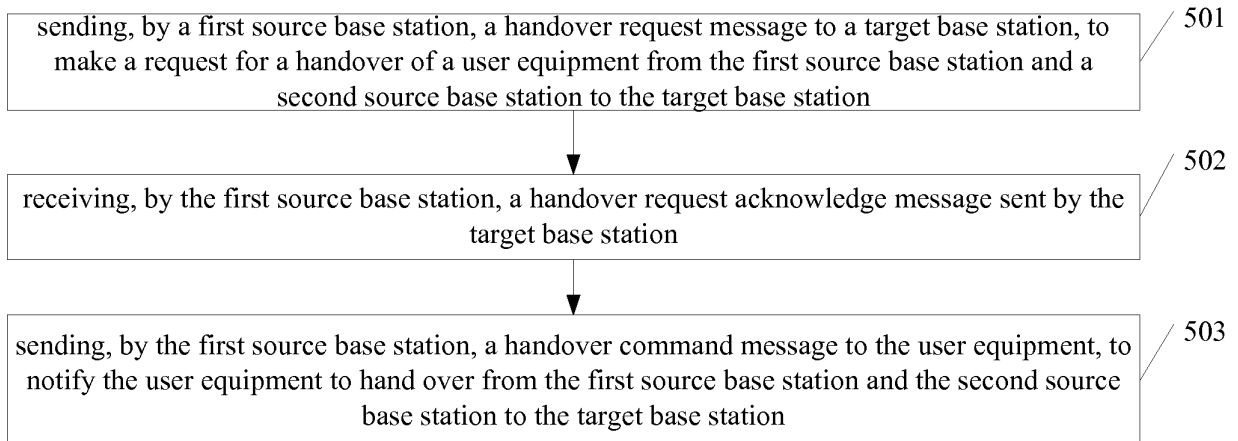 sending, by a first source base station, a handover request message to a target base station, to
make a request for a handover of a user equipment from the first source base station and a
second source base station to the target base station
501
receiving, by the first source base station, a handover request acknowledge message sent by the
target base station
502
sending, by the first source base station, a handover command message to the user equipment, to
notify the user equipment to hand over from the first source base station and the second source
base station to the target base station
503